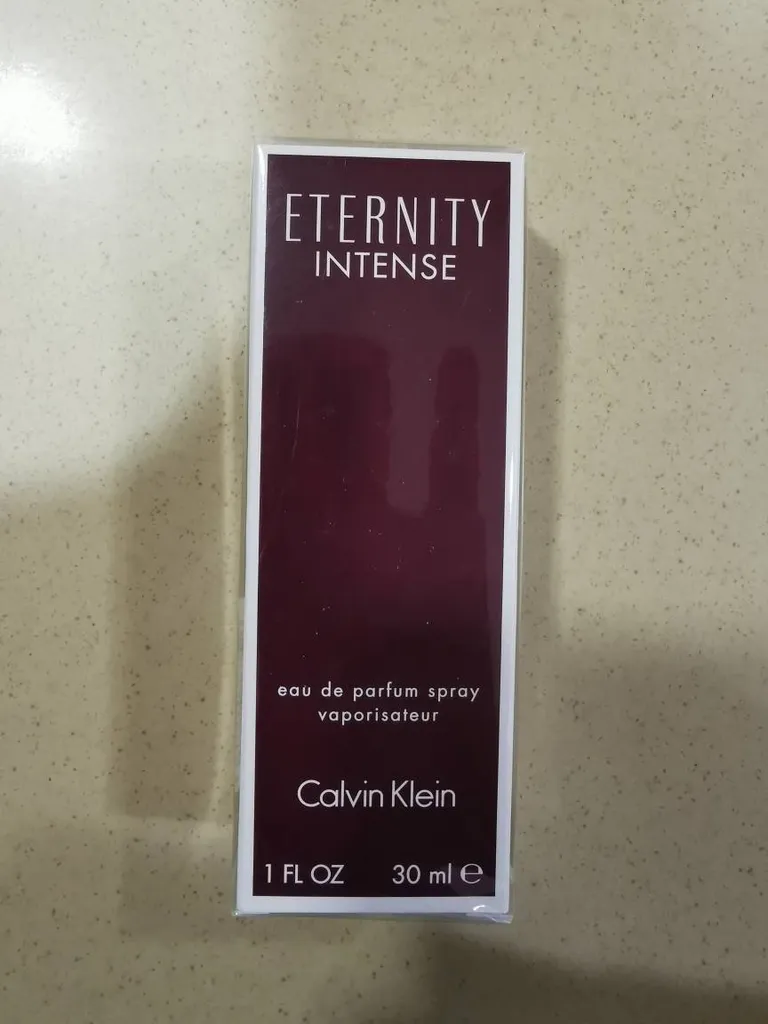 ETERNITY
INTENSE
eau de parfum spray
vaporisateur
Calvin Klein
1 FL OZ 30 ml ℮